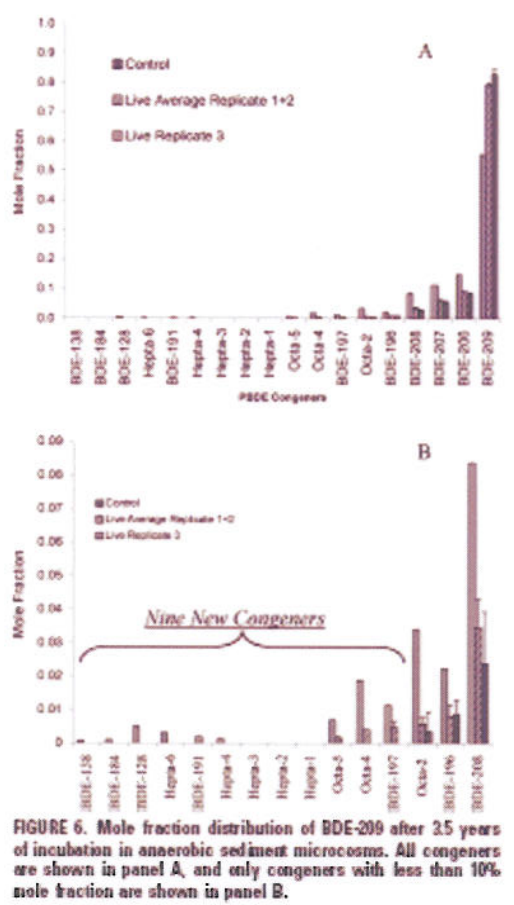 1.0
A
0.9
Control
0.8
Live Average Replicate 1+2
0.7
Live Replicate 3
0.6
0.5
0.4
0.3
0.2
0.1
0.0
Mole Fraction
BDE-138
BDE-184
BDE-128
Hepta-6
BDE-191
Hepta-4
Hepta-3
Hepta-2
Hepta-1
Octa-5
Octa-4
BDE-197
Octa-2
BDE-196
BDE-208
BDE-207
BDE-206
BDE-209
PBDE Congeners
0.09
B
0.08
0.07
Control
Live Average Replicate 1+2
Live Replicate 3
0.06
0.05
0.04
Nine New Congeners
0.03
0.02
0.01
0
Mole Fraction
BDE-138
BDE-184
BDE-128
Hepta-6
BDE-191
Hepta-4
Hepta-3
Hepta-2
Hepta-1
Octa-5
Octa-4
BDE-197
Octa-2
BDE-196
BDE-208
FIGURE 6. Mole fraction distribution of BDE-209 after 3.5 years
of incubation in anaerobic sediment microcosms. All congeners
are shown in panel A, and only congeners with less than 10%
mole fraction are shown in panel B.